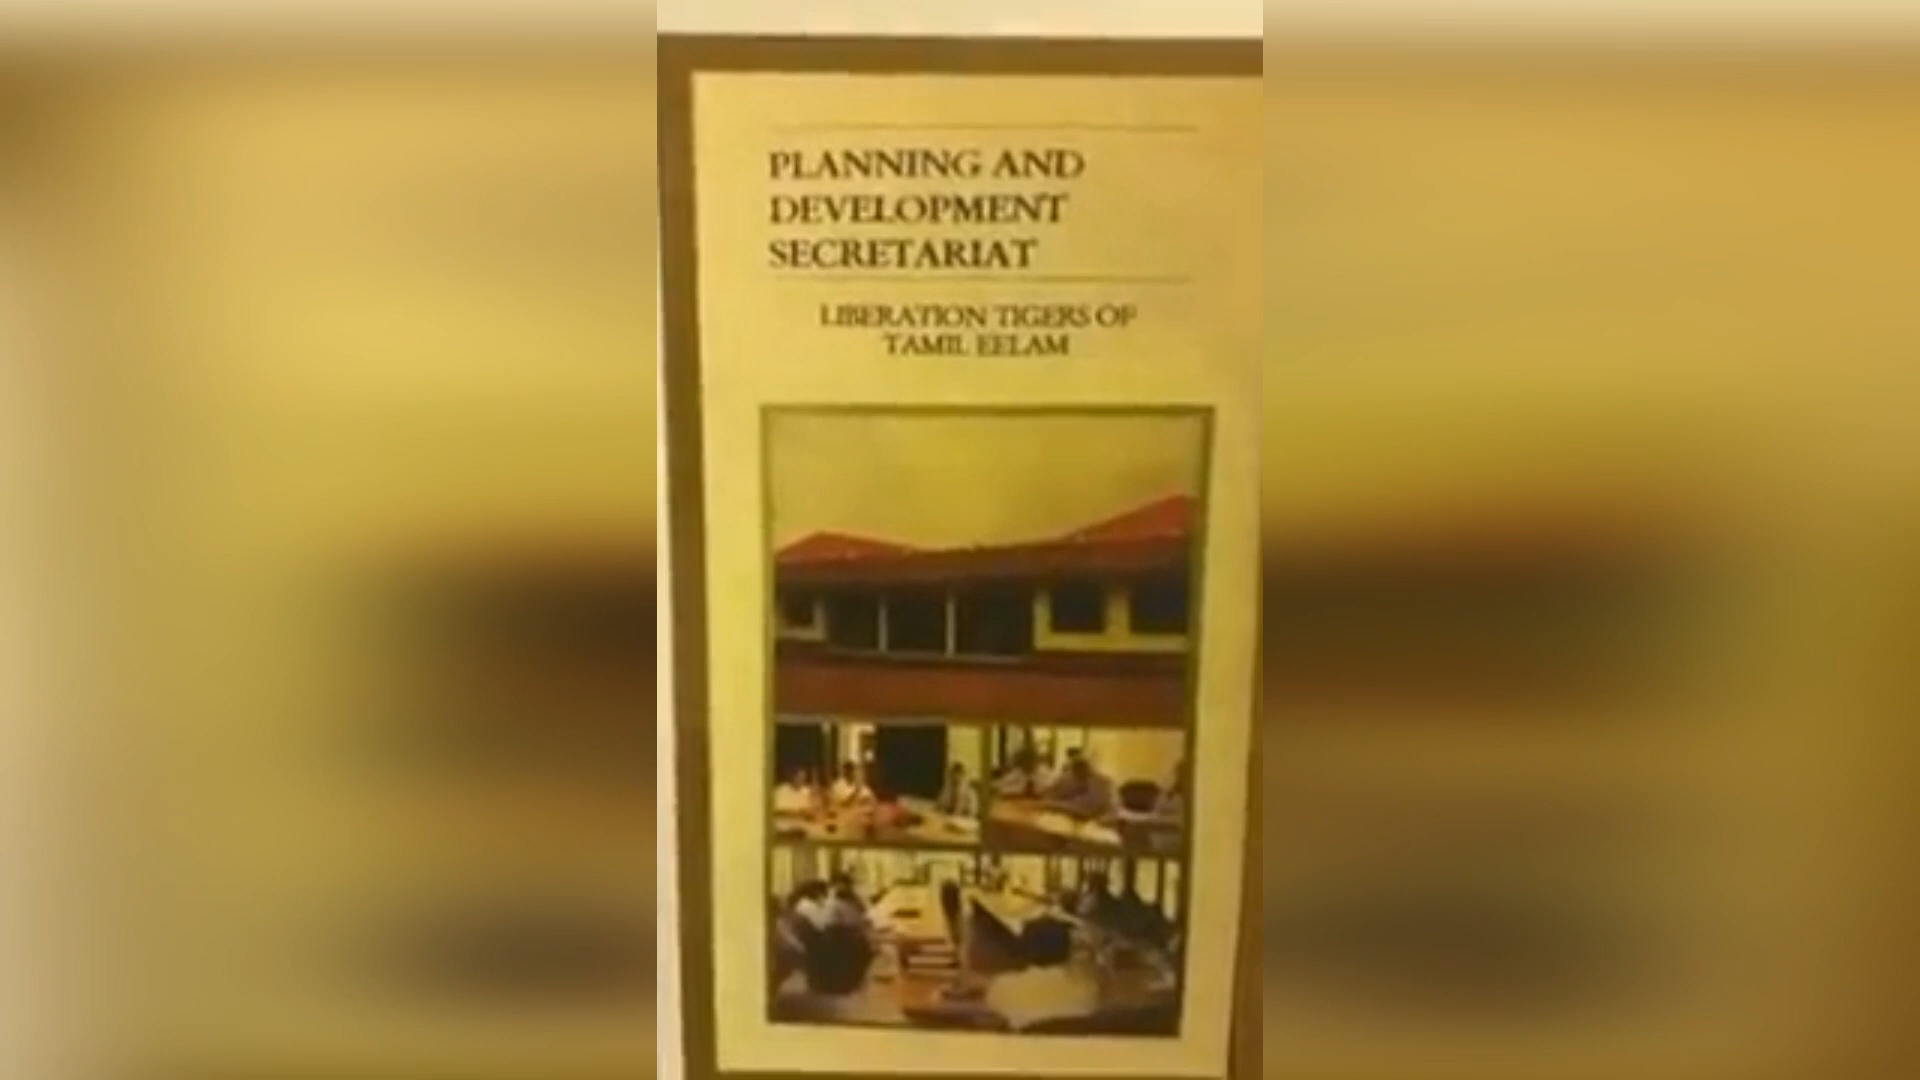 PLANNING AND
DEVELOPMENT
SECRETARIAT
LIBERATION TIGERS OF
TAMIL EELAM